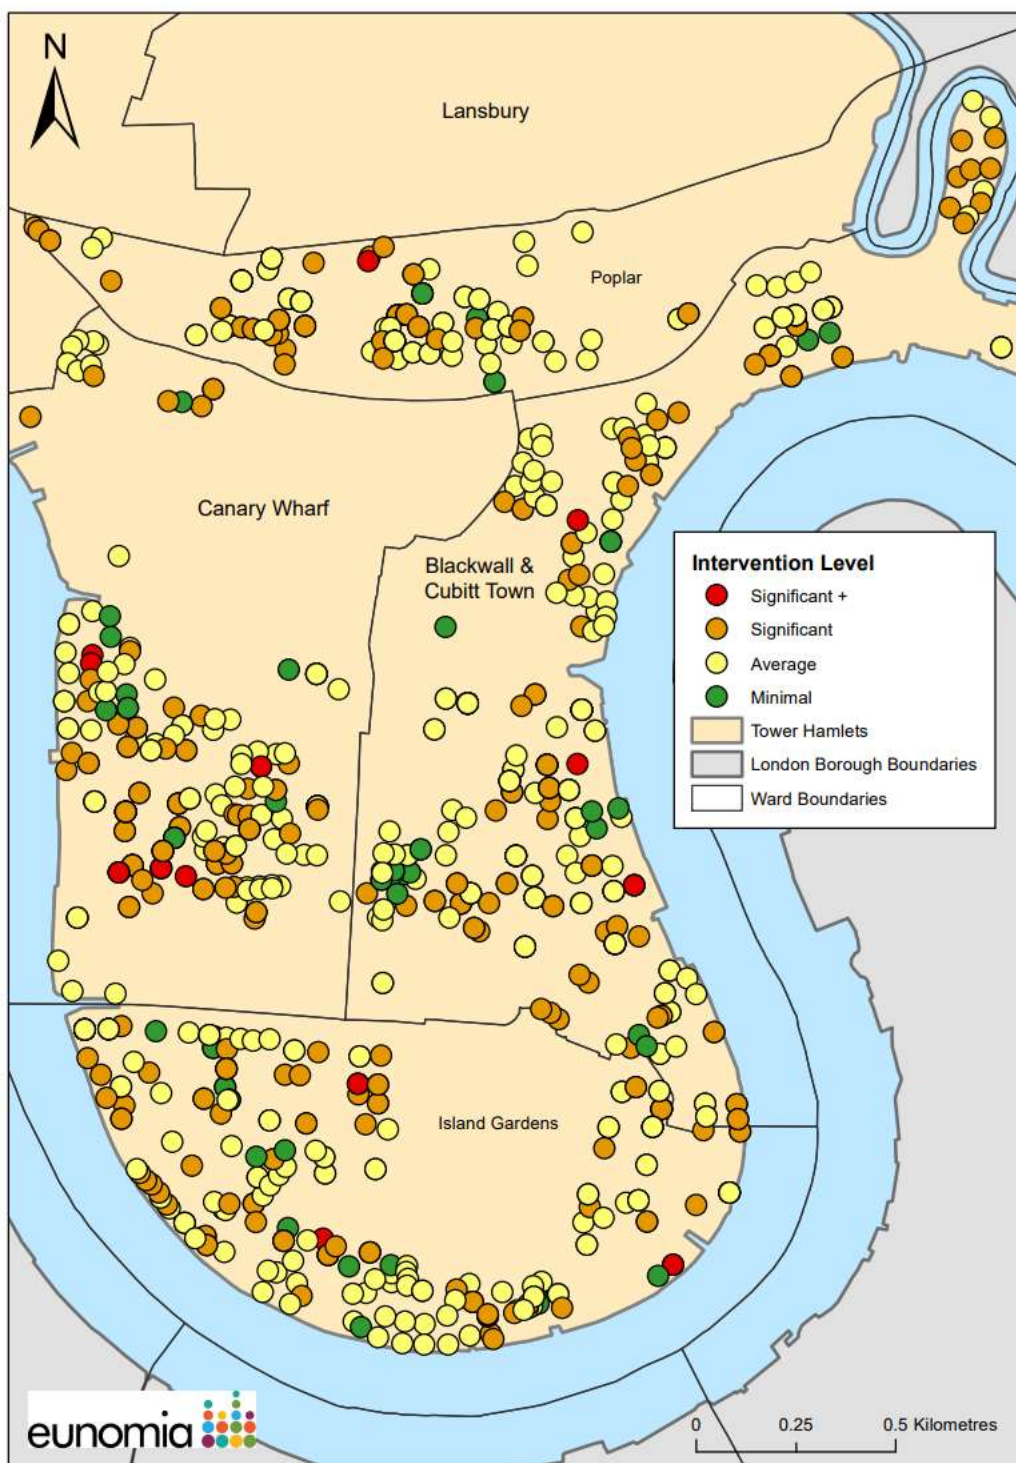 N
Lansbury
Poplar
Canary Wharf
Blackwall &
Cubitt Town
Intervention Level
Significant +
Significant
Average
Minimal
Tower Hamlets
London Borough Boundaries
Ward Boundaries
Island Gardens
eunomia
0 0.25 0.5 Kilometres